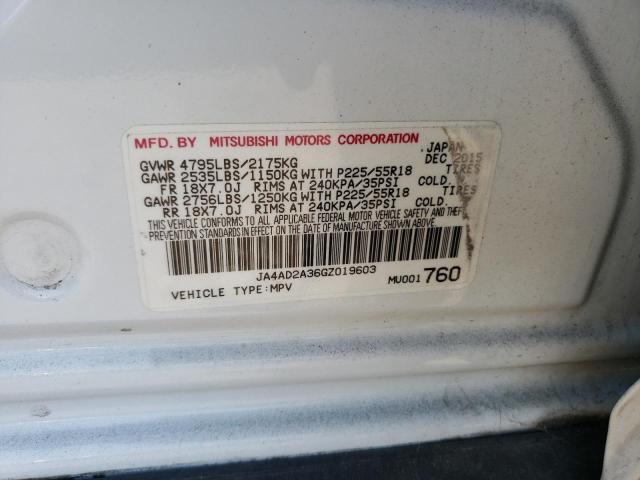 MFD. BY MITSUBISHI MOTORS CORPORATION
JAPAN
GVWR 4795LBS/2175KG DEC 2015
GAWR 2535LBS/1150KG WITH P225/55R18 TIRES
FR 18X7.0J RIMS AT 240KPA/35PSI COLD.
GAWR 2756LBS/1250KG WITH P225/55R18 TIRES
RR 18X7.0J RIMS AT 240KPA/35PSI COLD.
THIS VEHICLE CONFORMS TO ALL APPLICABLE FEDERAL MOTOR VEHICLE SAFETY AND THEFT
PREVENTION STANDARDS IN EFFECT ON THE DATE OF MANUFACTURE SHOWN ABOVE.
JA4AD2A36GZ019603
VEHICLE TYPE:MPV MU001760